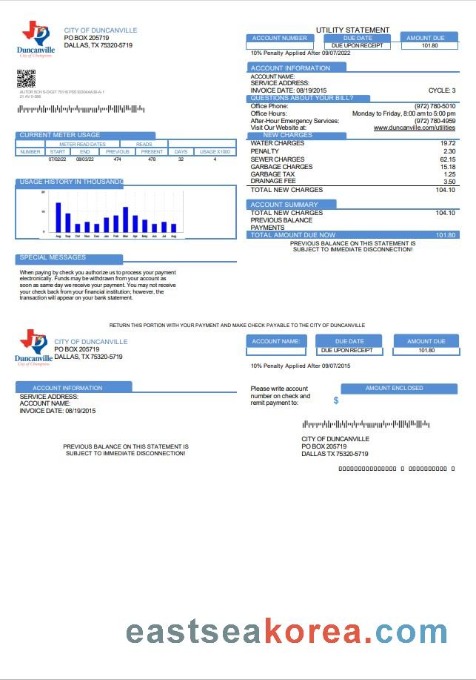 Duncanville
City of Champions
CITY OF DUNCANVILLE
PO BOX 205719
DALLAS, TX 75320-5719
UTILITY STATEMENT
ACCOUNT NUMBER DUE DATE AMOUNT DUE
DUE UPON RECEIPT 101.80
10% Penalty Applied After 09/07/2022
ACCOUNT INFORMATION
ACCOUNT NAME:
SERVICE ADDRESS:
INVOICE DATE: 08/19/2015 CYCLE: 3
QUESTIONS ABOUT YOUR BILL?
Office Phone: (972) 780-5010
Office Hours: Monday to Friday, 8:00 am to 5:00 pm
After-Hour Emergency Services: (972) 780-4959
Visit Our Website at: www.duncanville.com/utilities
NEW CHARGES
WATER CHARGES 19.72
PENALTY 2.30
SEWER CHARGES 62.15
GARBAGE CHARGES 15.18
GARBAGE TAX 1.25
DRAINAGE FEE 3.50
TOTAL NEW CHARGES 104.10
ACCOUNT SUMMARY
TOTAL NEW CHARGES 104.10
PREVIOUS BALANCE
PAYMENTS
TOTAL AMOUNT DUE NOW 101.80
PREVIOUS BALANCE ON THIS STATEMENT IS
SUBJECT TO IMMEDIATE DISCONNECTION!
CURRENT METER USAGE
METER READ DATES READS
NUMBER START END PREVIOUS PRESENT DAYS USAGE X1000
07/02/22 08/03/22 474 478 32 4
USAGE HISTORY IN THOUSAND
Aug Sep Oct Nov Dec Jan Feb Mar Apr May Jun Jul Aug
SPECIAL MESSAGES
When paying by check you authorize us to process your payment
electronically. Funds may be withdrawn from your account as
soon as same day we receive your payment. You may not receive
your check back from your financial institution; however, the
transaction will appear on your bank statement.
RETURN THIS PORTION WITH YOUR PAYMENT AND MAKE CHECK PAYABLE TO THE CITY OF DUNCANVILLE
Duncanville
City of Champions
CITY OF DUNCANVILLE
PO BOX 205719
DALLAS, TX 75320-5719
ACCOUNT NAME: DUE DATE AMOUNT DUE
DUE UPON RECEIPT 101.80
10% Penalty Applied After 09/07/2015
ACCOUNT INFORMATION
SERVICE ADDRESS:
ACCOUNT NAME:
INVOICE DATE: 08/19/2015
Please write account
number on check and
remit payment to:
AMOUNT ENCLOSED
$
PREVIOUS BALANCE ON THIS STATEMENT IS
SUBJECT TO IMMEDIATE DISCONNECTION!
CITY OF DUNCANVILLE
PO BOX 205719
DALLAS TX 75320-5719
eastseakorea.com